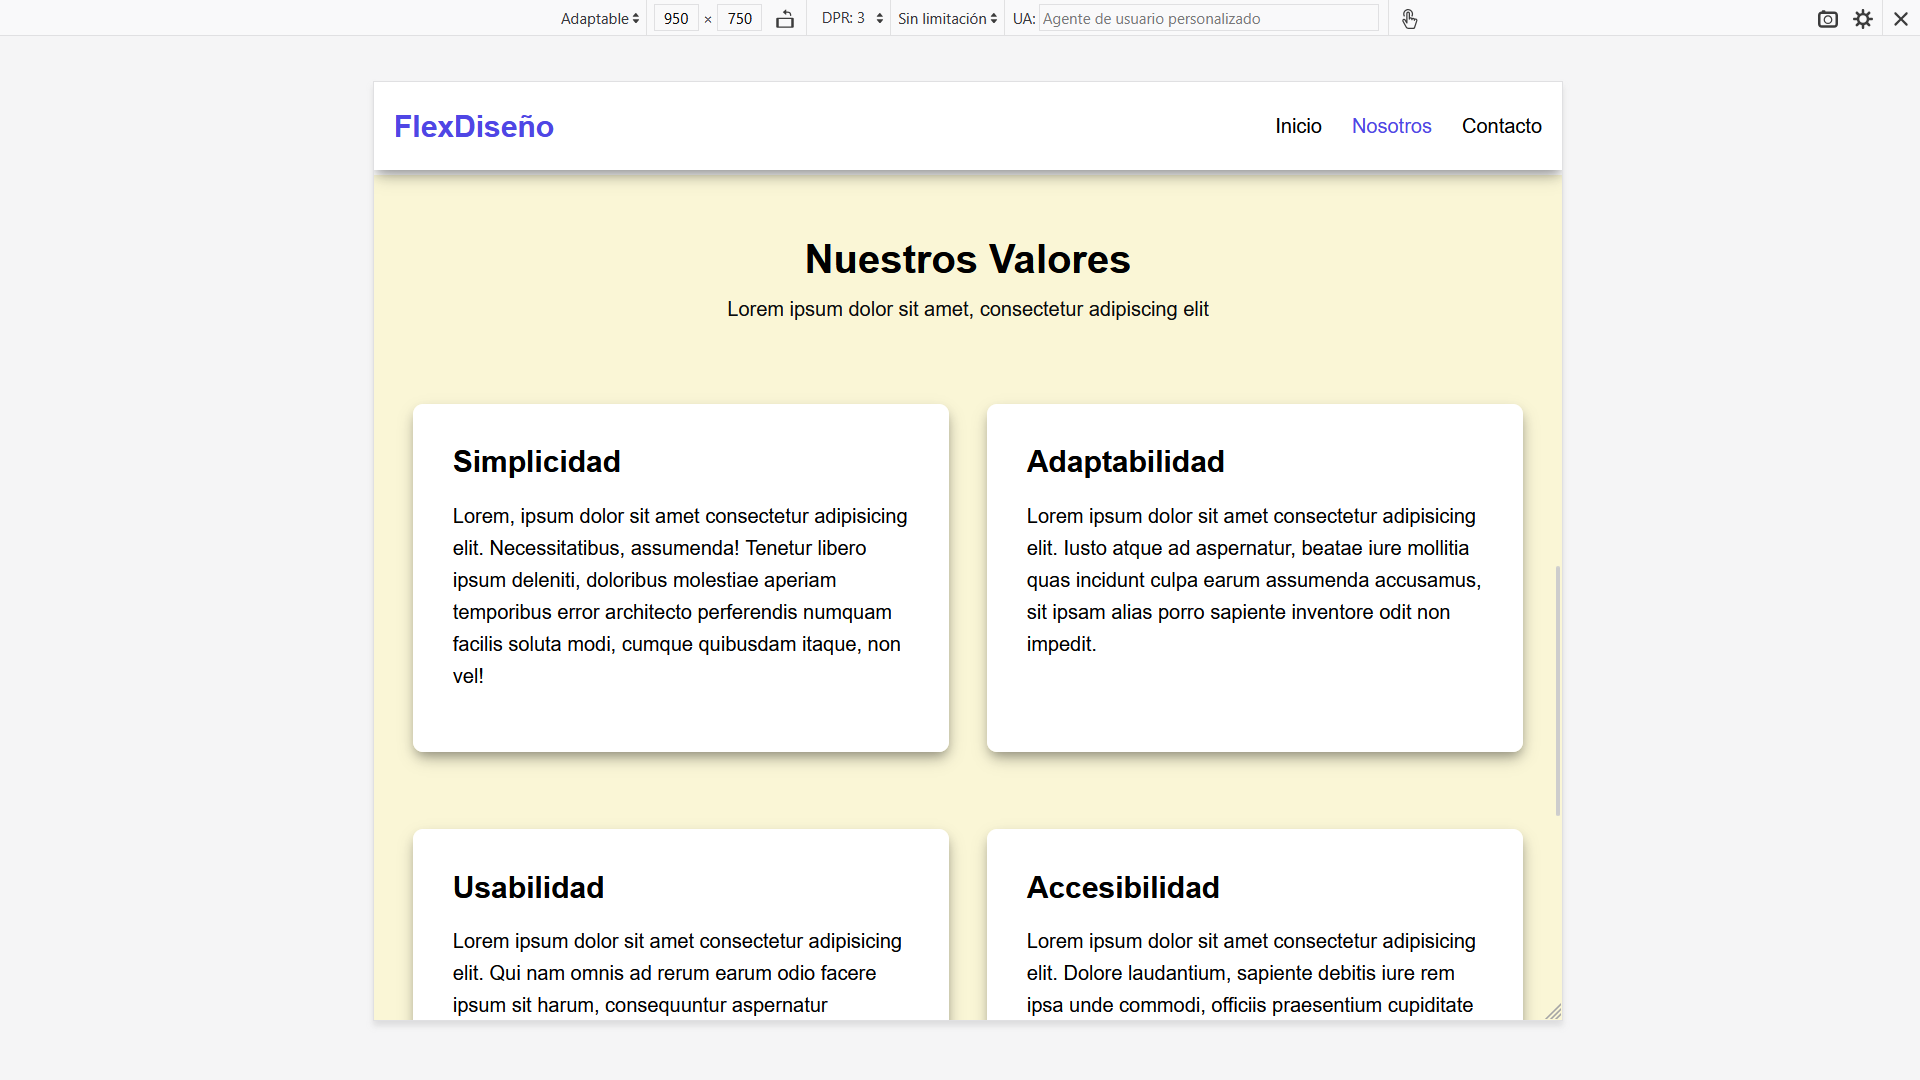 Adaptable 950 × 750 DPR: 3 Sin limitación UA: Agente de usuario personalizado
FlexDiseño
Inicio Nosotros Contacto
Nuestros Valores
Lorem ipsum dolor sit amet, consectetur adipiscing elit
Simplicidad
Lorem, ipsum dolor sit amet consectetur adipisicing
elit. Necessitatibus, assumenda! Tenetur libero
ipsum deleniti, doloribus molestiae aperiam
temporibus error architecto perferendis numquam
facilis soluta modi, cumque quibusdam itaque, non
vel!
Adaptabilidad
Lorem ipsum dolor sit amet consectetur adipisicing
elit. Iusto atque ad aspernatur, beatae iure mollitia
quas incidunt culpa earum assumenda accusamus,
sit ipsam alias porro sapiente inventore odit non
impedit.
Usabilidad
Lorem ipsum dolor sit amet consectetur adipisicing
elit. Qui nam omnis ad rerum earum odio facere
ipsum sit harum, consequuntur aspernatur
Accesibilidad
Lorem ipsum dolor sit amet consectetur adipisicing
elit. Dolore laudantium, sapiente debitis iure rem
ipsa unde commodi, officiis praesentium cupiditate